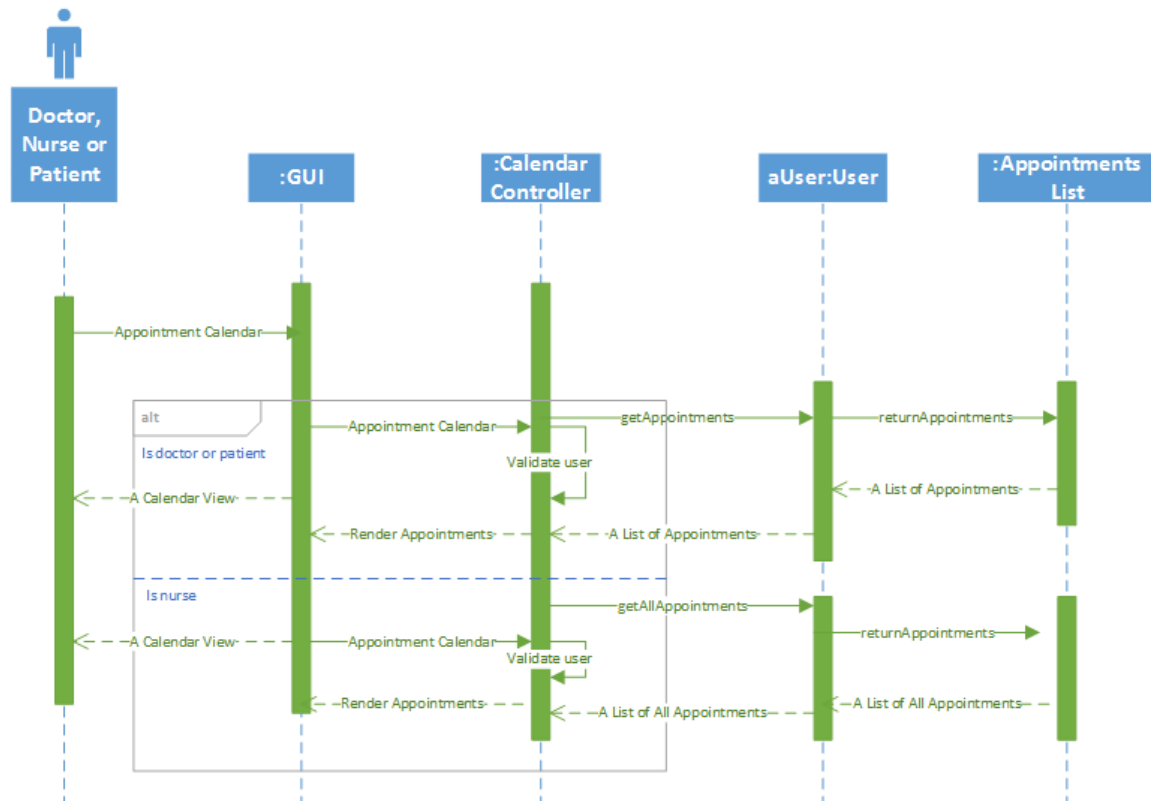 Doctor,
Nurse or
Patient
:GUI
:Calendar
Controller
aUser:User
:Appointments
List
Appointment Calendar
alt
getAppointments
returnAppointments
Appointment Calendar
Is doctor or patient
Validate user
A List of Appointments
A Calendar View
Render Appointments
A List of Appointments
Is nurse
getAllAppointments
returnAppointments
A Calendar View
Appointment Calendar
Validate user
Render Appointments
A List of All Appointments
A List of All Appointments